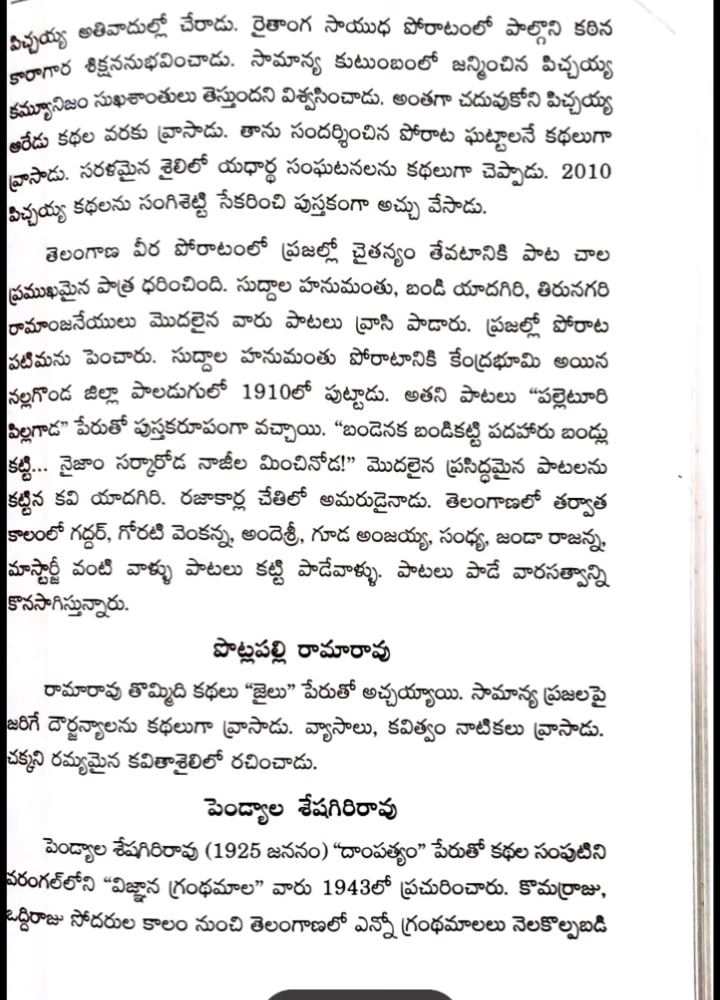 పిచ్చయ్య అతివాదుల్లో చేరాడు. రైతాంగ సాయుధ పోరాటంలో పాల్గొని కఠిన
కారాగార శిక్షననుభవించాడు. సామాన్య కుటుంబంలో జన్మించిన పిచ్చయ్య
కమ్యూనిజం సుఖశాంతులు తెస్తుందని విశ్వసించాడు. అంతగా చదువుకోని పిచ్చయ్య
ఆరేడు కథల వరకు వ్రాసాడు. తాను సందర్శించిన పోరాట ఘట్టాలనే కథలుగా
వ్రాసాడు. సరళమైన శైలిలో యధార్థ సంఘటనలను కథలుగా చెప్పాడు. 2010
పిచ్చయ్య కథలను సంగిశెట్టి సేకరించి పుస్తకంగా అచ్చు వేసాడు.
తెలంగాణ వీర పోరాటంలో ప్రజల్లో చైతన్యం తేవటానికి పాట చాల
ప్రముఖమైన పాత్ర ధరించింది. సుద్దాల హనుమంతు, బండి యాదగిరి, తిరునగరి
రామాంజనేయులు మొదలైన వారు పాటలు వ్రాసి పాడారు. ప్రజల్లో పోరాట
పటిమను పెంచారు. సుద్దాల హనుమంతు పోరాటానికి కేంద్రభూమి అయిన
నల్లగొండ జిల్లా పాలడుగులో 1910లో పుట్టాడు. అతని పాటలు “పల్లెటూరి
పిల్లగాడ” పేరుతో పుస్తకరూపంగా వచ్చాయి. “బండెనక బండికట్టి పదహారు బండ్లు
కట్టి... నైజాం సర్కారోడ నాజీల మించినోడ!” మొదలైన ప్రసిద్ధమైన పాటలను
కట్టిన కవి యాదగిరి. రజాకార్ల చేతిలో అమరుడైనాడు. తెలంగాణలో తర్వాత
కాలంలో గద్దర్, గోరటి వెంకన్న, అందెశ్రీ, గూడ అంజయ్య, సంధ్య, జండా రాజన్న,
మాస్టార్జీ వంటి వాళ్ళు పాటలు కట్టి పాడేవాళ్ళు. పాటలు పాడే వారసత్వాన్ని
కొనసాగిస్తున్నారు.
పొట్లపల్లి రామారావు
రామారావు తొమ్మిది కథలు “జైలు” పేరుతో అచ్చయ్యాయి. సామాన్య ప్రజలపై
జరిగే దౌర్జన్యాలను కథలుగా వ్రాసాడు. వ్యాసాలు, కవిత్వం నాటికలు వ్రాసాడు.
చక్కని రమ్యమైన కవితాశైలిలో రచించాడు.
పెండ్యాల శేషగిరిరావు
పెండ్యాల శేషగిరిరావు (1925 జననం) “దాంపత్యం” పేరుతో కథల సంపుటిని
వరంగల్‌లోని “విజ్ఞాన గ్రంథమాల” వారు 1943లో ప్రచురించారు. కొమర్రాజు,
ఒద్దిరాజు సోదరుల కాలం నుంచి తెలంగాణలో ఎన్నో గ్రంథమాలలు నెలకొల్పబడి